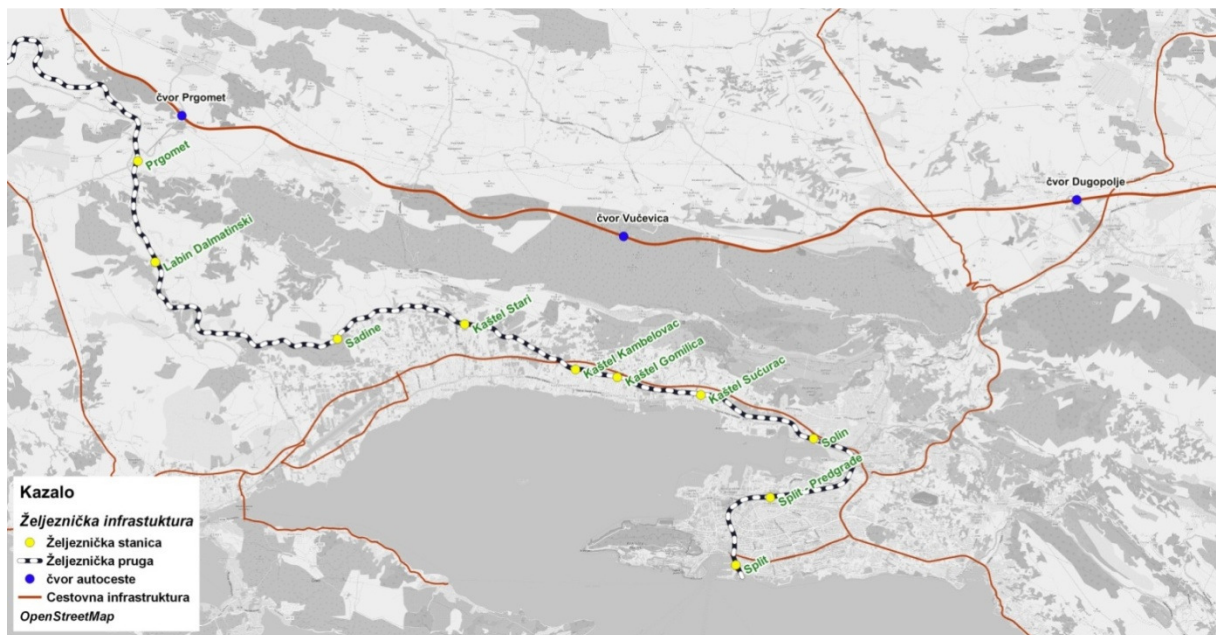 čvor Prgomet
Prgomet
čvor Dugopolje
čvor Vučevica
Labin Dalmatinski
Kaštel Stari
Sadine
Kaštel Kambelovac
Kaštel Gomilica
Kaštel Sućurac
Solin
Split - Predgrađe
Split
Kazalo
Željeznička infrastuktura
Željeznička stanica
Željeznička pruga
čvor autoceste
Cestovna infrastruktura
OpenStreetMap